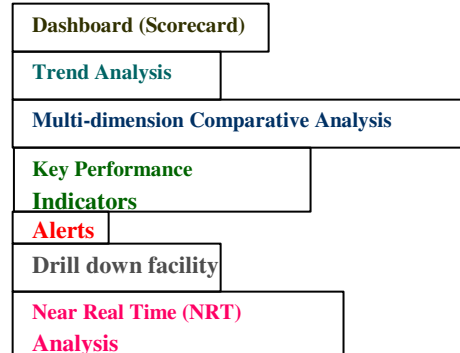 Dashboard (Scorecard)
Trend Analysis
Multi-dimension Comparative Analysis
Key Performance
Indicators
Alerts
Drill down facility
Near Real Time (NRT)
Analysis